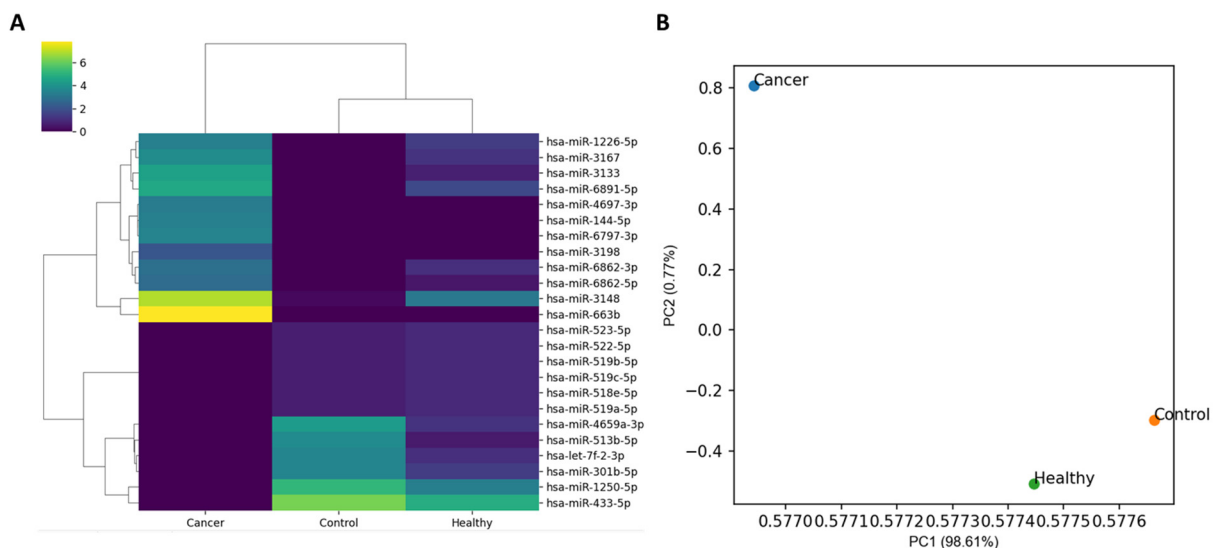 A
6
4
2
0
hsa-miR-1226-5p
hsa-miR-3167
hsa-miR-3133
hsa-miR-6891-5p
hsa-miR-4697-3p
hsa-miR-144-5p
hsa-miR-6797-3p
hsa-miR-3198
hsa-miR-6862-3p
hsa-miR-6862-5p
hsa-miR-3148
hsa-miR-663b
hsa-miR-523-5p
hsa-miR-522-5p
hsa-miR-519b-5p
hsa-miR-519c-5p
hsa-miR-518e-5p
hsa-miR-519a-5p
hsa-miR-4659a-3p
hsa-miR-513b-5p
hsa-let-7f-2-3p
hsa-miR-301b-5p
hsa-miR-1250-5p
hsa-miR-433-5p
Cancer Control Healthy
B
PC2 (0.77%)
0.8
0.6
0.4
0.2
0.0
−0.2
−0.4
Cancer
Control
Healthy
0.5770 0.5771 0.5772 0.5773 0.5774 0.5775 0.5776
PC1 (98.61%)